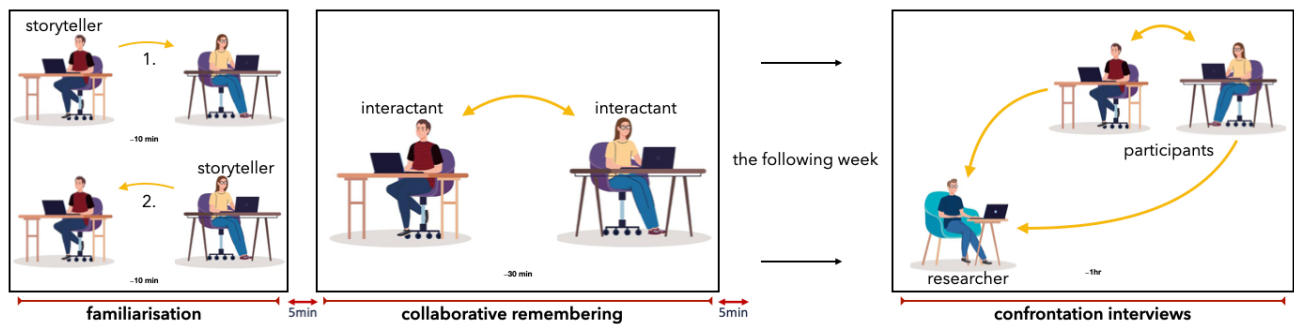 storyteller
1.
~10 min
storyteller
2.
~10 min
familiarisation
5min
interactant
interactant
~30 min
collaborative remembering
5min
the following week
participants
researcher
~1hr
confrontation interviews